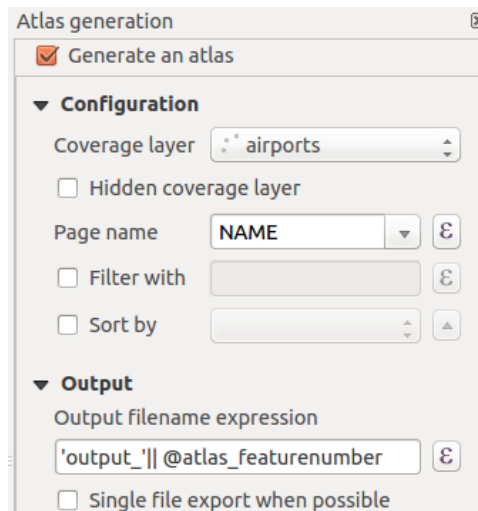 Atlas generation
Generate an atlas
Configuration
Coverage layer airports
Hidden coverage layer
Page name NAME ε
Filter with ε
Sort by
Output
Output filename expression
'output_'|| @atlas_featurenumber ε
Single file export when possible